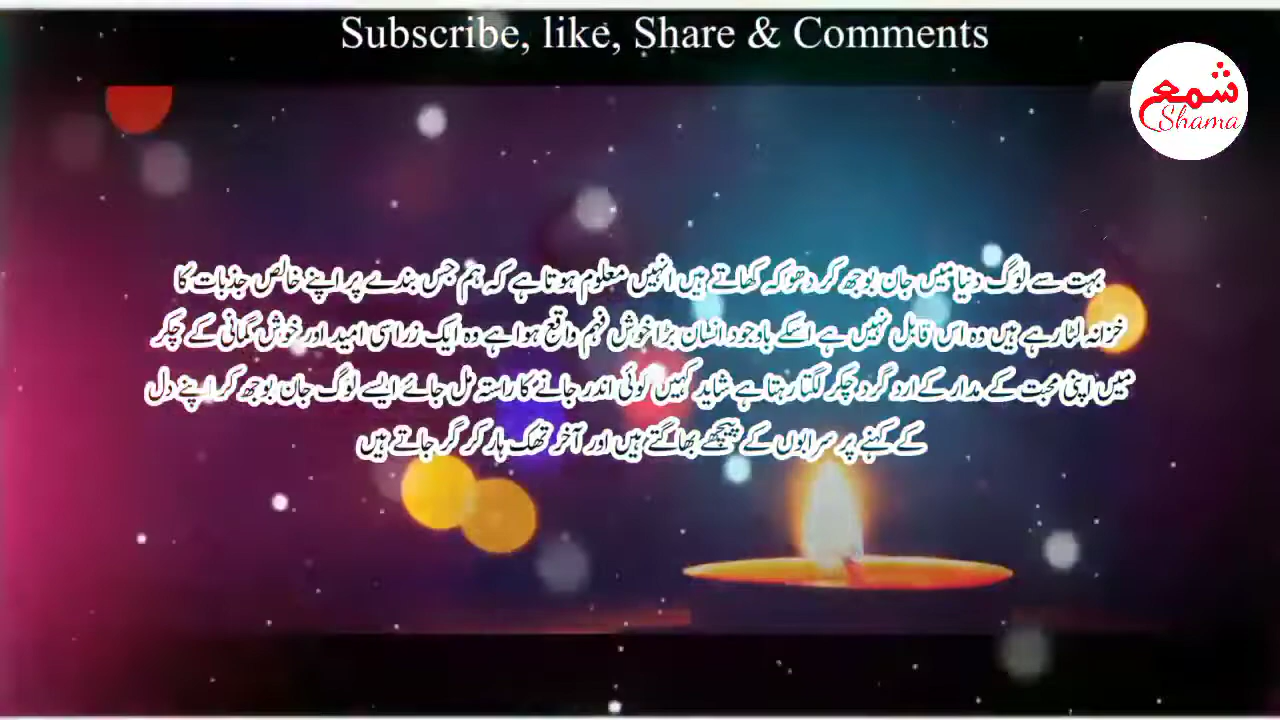 Subscribe, like, Share & Comments
شمع
Shama
بہت سے لوگ دنیا میں جان بوجھ کر دھوکہ کھاتے ہیں انہیں معلوم ہوتا ہے کہ ہم جس بندے پر اپنے خالص جذبات کا
خزانہ لٹا رہے ہیں وہ اس قابل نہیں ہے اسکے باوجود انسان بڑا خوش فہم واقع ہوا ہے وہ ایک زرا سی امید اور خوش گمانی کے چکر
میں اپنی محبت کے مدار کے ارد گرد چکر لگتا رہتا ہے شاید کہیں کوئی اندر جانے کا راستہ مل جائے ایسے لوگ جان بوجھ کر اپنے دل
کے کہنے پر سرابوں کے پیچھے بھاگتے ہیں اور آخر تھک ہار کر گر جاتے ہیں